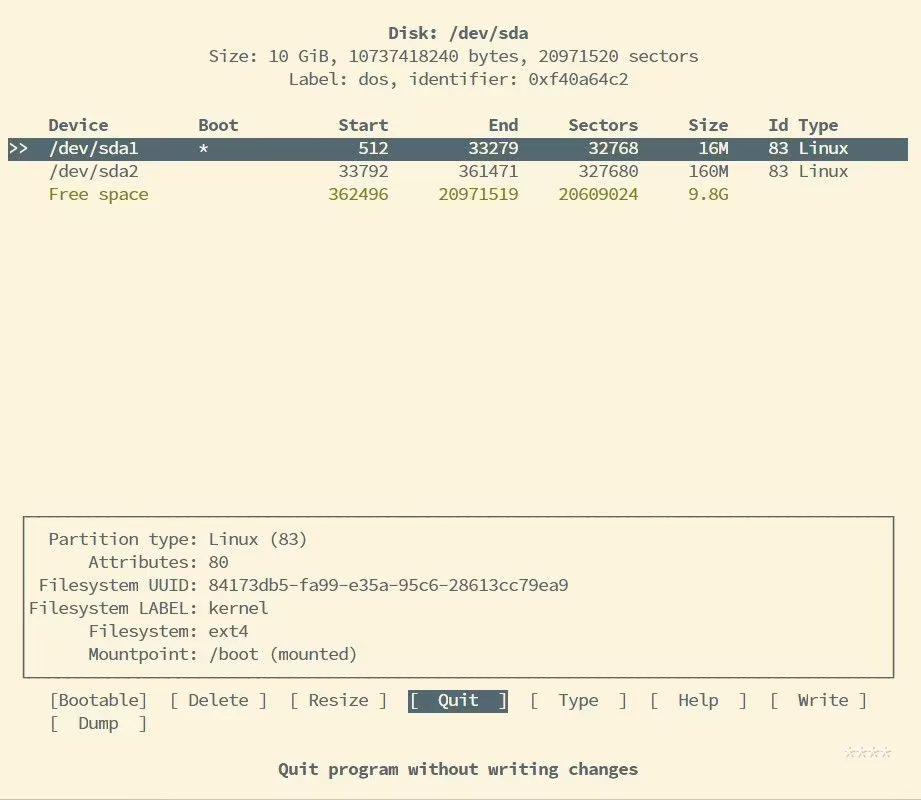 Disk: /dev/sda
Size: 10 GiB, 10737418240 bytes, 20971520 sectors
Label: dos, identifier: 0xf40a64c2
Device Boot Start End Sectors Size Id Type
>> /dev/sda1 * 512 33279 32768 16M 83 Linux
/dev/sda2 33792 361471 327680 160M 83 Linux
Free space 362496 20971519 20609024 9.8G
Partition type: Linux (83)
Attributes: 80
Filesystem UUID: 84173db5-fa99-e35a-95c6-28613cc79ea9
Filesystem LABEL: kernel
Filesystem: ext4
Mountpoint: /boot (mounted)
[Bootable] [ Delete ] [ Resize ] [ Quit ] [ Type ] [ Help ] [ Write ]
[ Dump ]
Quit program without writing changes